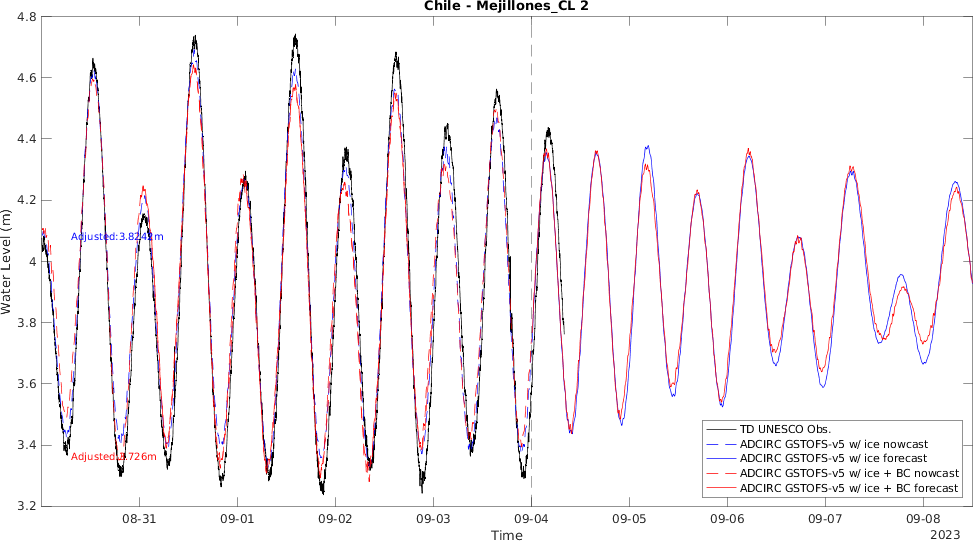 Chile - Mejillones_CL 2
4.8
4.6
4.4
4.2
4
3.8
3.6
3.4
3.2
Water Level (m)
Adjusted:3.8242m
Adjusted:3.726m
TD UNESCO Obs.
ADCIRC GSTOFS-v5 w/ ice nowcast
ADCIRC GSTOFS-v5 w/ ice forecast
ADCIRC GSTOFS-v5 w/ ice + BC nowcast
ADCIRC GSTOFS-v5 w/ ice + BC forecast
08-31 09-01 09-02 09-03 09-04 09-05 09-06 09-07 09-08
Time
2023